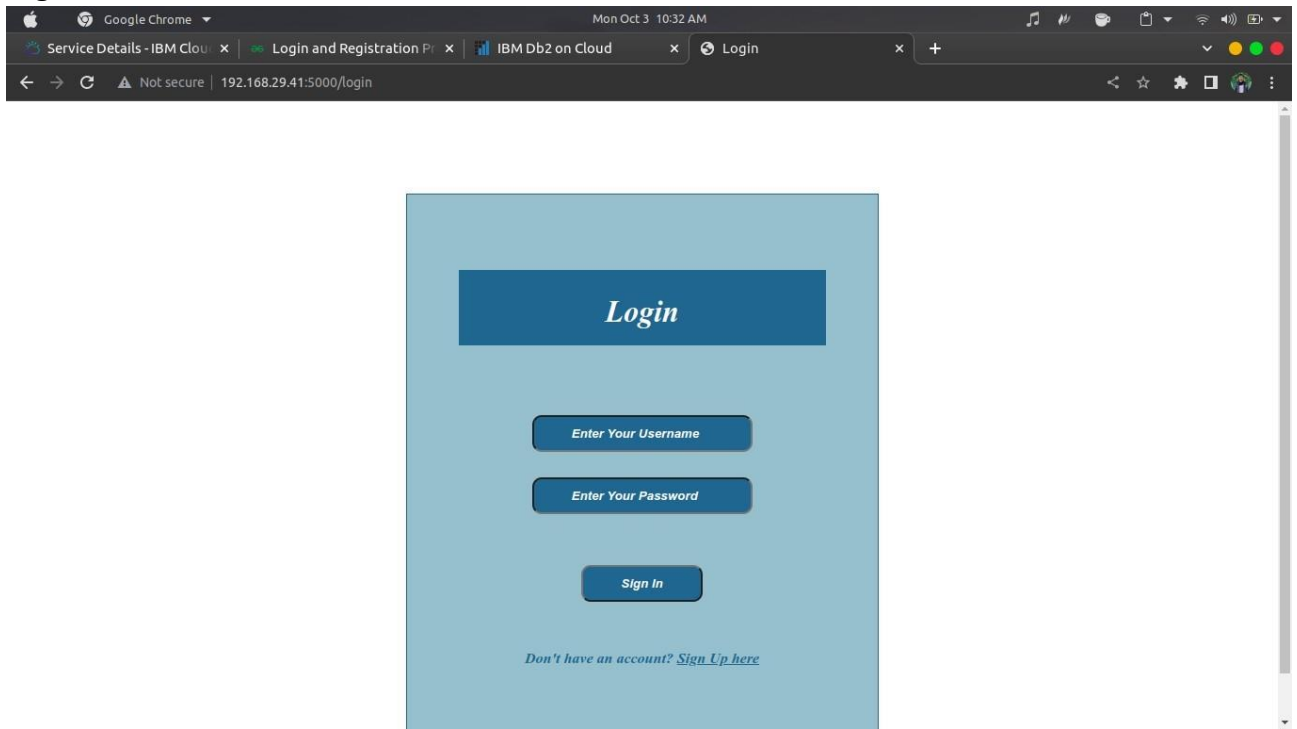 Google Chrome
Mon Oct 3 10:32 AM
Service Details - IBM Clou
Login and Registration Pr
IBM Db2 on Cloud
Login
Not secure | 192.168.29.41:5000/login
Login
Enter Your Username
Enter Your Password
Sign In
Don't have an account? Sign Up here